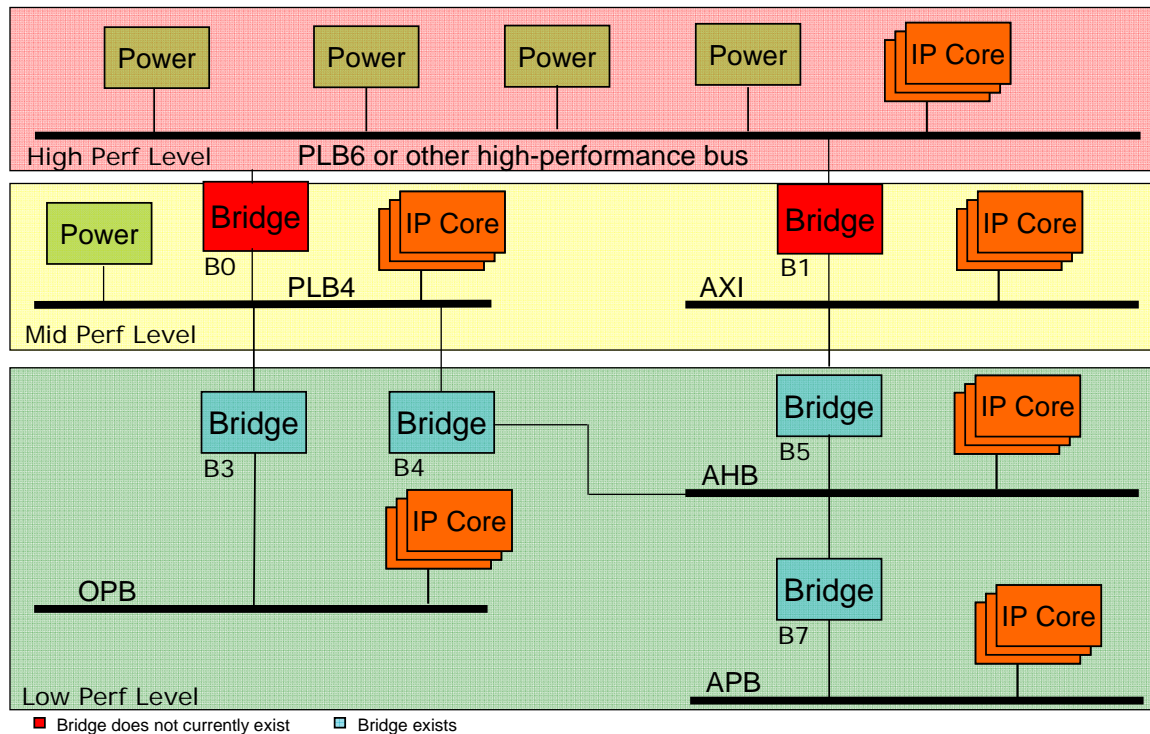 Power
Power
Power
Power
IP Core
High Perf Level
PLB6 or other high-performance bus
Power
Bridge
B0
IP Core
PLB4
Bridge
B1
IP Core
AXI
Mid Perf Level
Bridge
B3
Bridge
B4
Bridge
B5
IP Core
AHB
IP Core
OPB
Bridge
B7
IP Core
APB
Low Perf Level
Bridge does not currently exist
Bridge exists